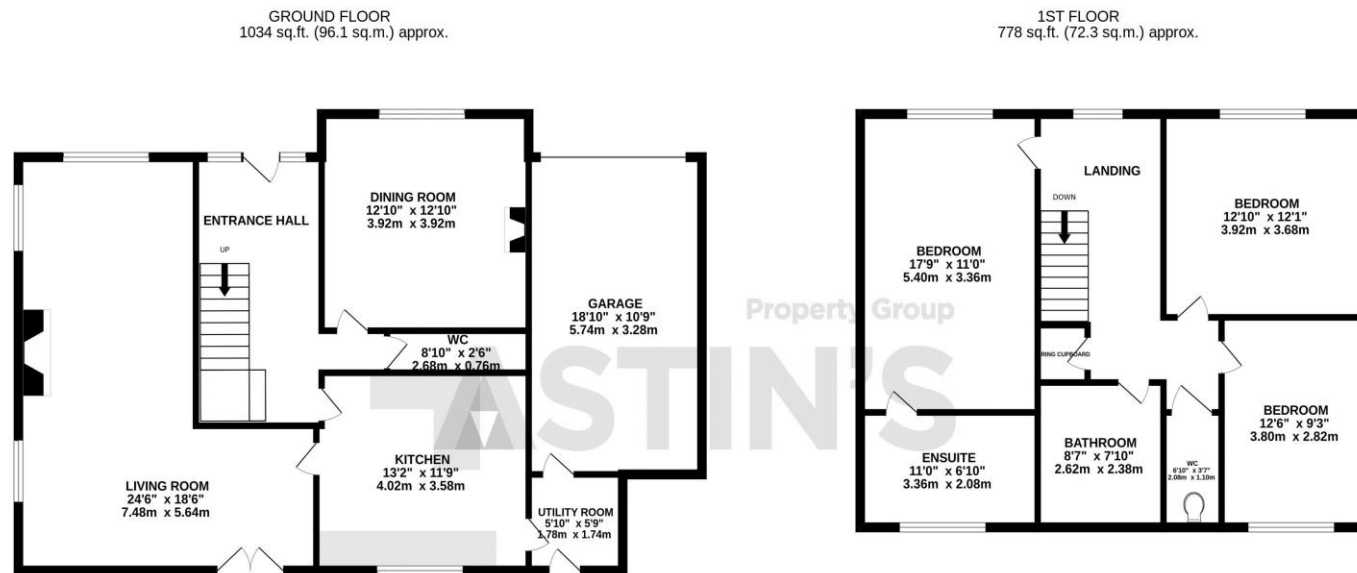 GROUND FLOOR
1034 sq.ft. (96.1 sq.m.) approx.
1ST FLOOR
778 sq.ft. (72.3 sq.m.) approx.
DINING ROOM
12'10" x 12'10"
3.92m x 3.92m
ENTRANCE HALL
UP
WC
8'10" x 2'6"
2.68m x 0.76m
GARAGE
18'10" x 10'9"
5.74m x 3.28m
KITCHEN
13'2" x 11'9"
4.02m x 3.58m
LIVING ROOM
24'6" x 18'6"
7.48m x 5.64m
UTILITY ROOM
5'10" x 5'9"
1.78m x 1.74m
Property Group
ASTIN'S
LANDING
DOWN
BEDROOM
17'9" x 11'0"
5.40m x 3.36m
BEDROOM
12'10" x 12'1"
3.92m x 3.68m
RING CUPBOARD
BEDROOM
12'6" x 9'3"
3.80m x 2.82m
ENSUITE
11'0" x 6'10"
3.36m x 2.08m
BATHROOM
8'7" x 7'10"
2.62m x 2.38m
WC
6'10" x 3'7"
2.08m x 1.10m